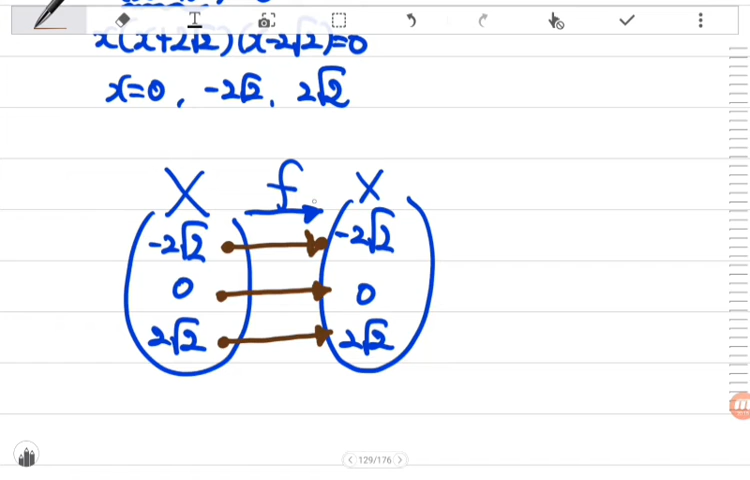 x(x+2√2)(x-2√2)=0
x=0, -2√2, 2√2
X f X
-2√2 -2√2
0 0
2√2 2√2
129/176